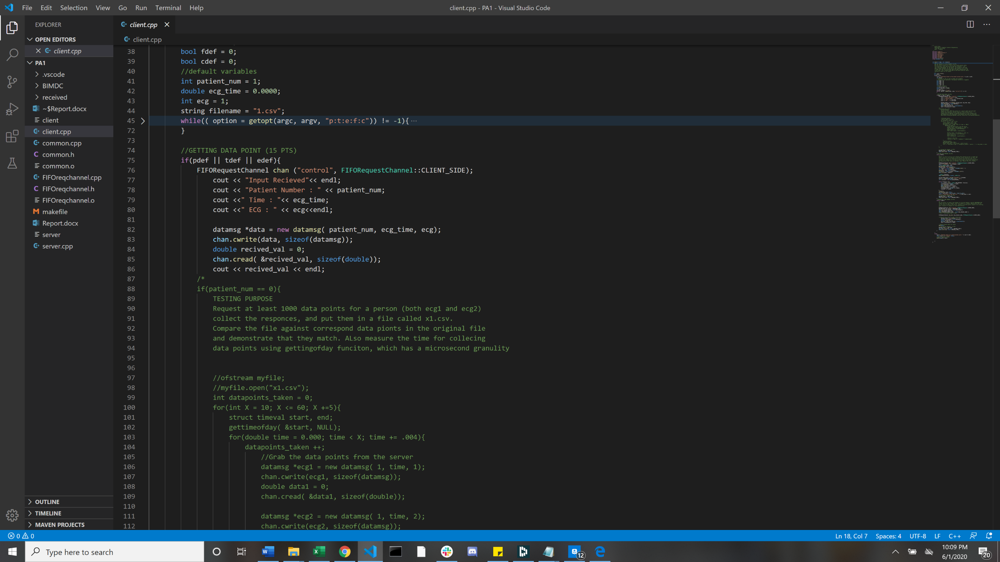 File Edit Selection View Go Run Terminal Help
client.cpp - PA1 - Visual Studio Code
EXPLORER
OPEN EDITORS
client.cpp
PA1
.vscode
BIMDC
received
~$Report.docx
client
client.cpp
common.cpp
common.h
common.o
FIFOreqchannel.cpp
FIFOreqchannel.h
FIFOreqchannel.o
makefile
Report.docx
server
server.cpp
OUTLINE
TIMELINE
MAVEN PROJECTS
client.cpp
client.cpp
38 bool fdef = 0;
39 bool cdef = 0;
40 //default variables
41 int patient_num = 1;
42 double ecg_time = 0.0000;
43 int ecg = 1;
44 string filename = "1.csv";
45 while(( option = getopt(argc, argv, "p:t:e:f:c")) != -1){ ···
72 }
73
74 //GETTING DATA POINT (15 PTS)
75 if(pdef || tdef || edef){
76 FIFORequestChannel chan ("control", FIFORequestChannel::CLIENT_SIDE);
77 cout << "Input Recieved"<< endl;
78 cout << "Patient Number : " << patient_num;
79 cout <<" Time : "<< ecg_time;
80 cout <<" ECG : " << ecg<<endl;
81
82 datamsg *data = new datamsg( patient_num, ecg_time, ecg);
83 chan.cwrite(data, sizeof(datamsg));
84 double recived_val = 0;
85 chan.cread( &recived_val, sizeof(double));
86 cout << recived_val << endl;
87 /*
88 if(patient_num == 0){
89 TESTING PURPOSE
90 Request at least 1000 data points for a person (both ecg1 and ecg2)
91 collect the responces, and put them in a file called x1.csv.
92 Compare the file against correspond data pionts in the original file
93 and demonstrate that they match. ALso measure the time for collecing
94 data points using gettingofday funciton, which has a microsecond granulity
95
96
97 //ofstream myfile;
98 //myfile.open("x1.csv");
99 int datapoints_taken = 0;
100 for(int X = 10; X <= 60; X +=5){
101 struct timeval start, end;
102 gettimeofday( &start, NULL);
103 for(double time = 0.000; time < X; time += .004){
104 datapoints_taken ++;
105 //Grab the data points from the server
106 datamsg *ecg1 = new datamsg( 1, time, 1);
107 chan.cwrite(ecg1, sizeof(datamsg));
108 double data1 = 0;
109 chan.cread( &data1, sizeof(double));
110
111 datamsg *ecg2 = new datamsg( 1, time, 2);
112 chan.cwrite(ecg2, sizeof(datamsg));
0 0
Ln 18, Col 7 Spaces: 4 UTF-8 LF C++
Type here to search
12
10:09 PM
6/1/2020
20